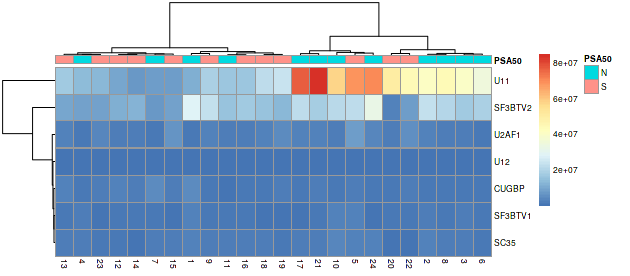 PSA50
U11
SF3BTV2
U2AF1
U12
CUGBP
SF3BTV1
SC35
13 4 23 12 14 7 15 1 9 11 16 18 19 17 21 10 5 24 20 22 2 8 3 6
8e+07
6e+07
4e+07
2e+07
PSA50
N
S